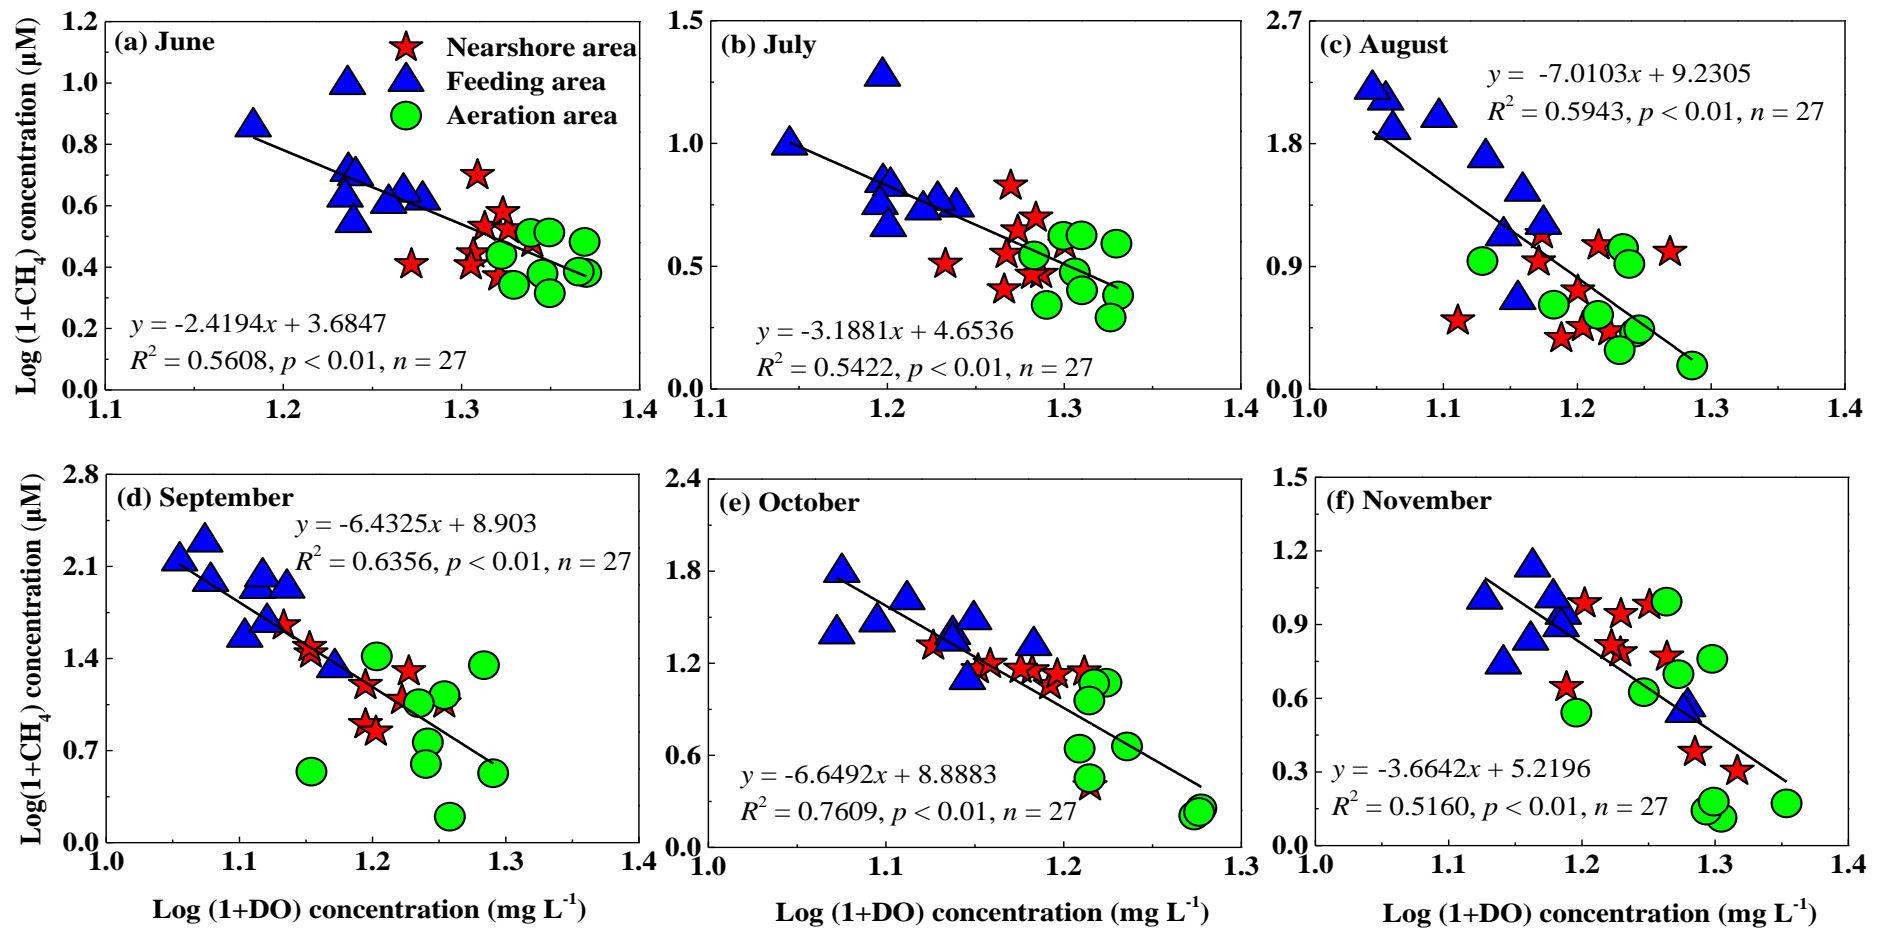 Log (1+CH4) concentration (μM)
1.2
1.0
0.8
0.6
0.4
0.2
0.0
(a) June
Nearshore area
Feeding area
Aeration area
y = -2.4194x + 3.6847
R² = 0.5608, p < 0.01, n = 27
1.1 1.2 1.3 1.4
1.5
1.0
0.5
0.0
(b) July
y = -3.1881x + 4.6536
R² = 0.5422, p < 0.01, n = 27
1.1 1.2 1.3 1.4
2.7
1.8
0.9
0.0
(c) August
y = -7.0103x + 9.2305
R² = 0.5943, p < 0.01, n = 27
1.0 1.1 1.2 1.3 1.4
Log(1+CH4) concentration (μM)
2.8
2.1
1.4
0.7
0.0
(d) September
y = -6.4325x + 8.903
R² = 0.6356, p < 0.01, n = 27
1.0 1.1 1.2 1.3 1.4
Log (1+DO) concentration (mg L⁻¹)
2.4
1.8
1.2
0.6
0.0
(e) October
y = -6.6492x + 8.8883
R² = 0.7609, p < 0.01, n = 27
1.0 1.1 1.2 1.3
Log (1+DO) concentration (mg L⁻¹)
1.5
1.2
0.9
0.6
0.3
0.0
(f) November
y = -3.6642x + 5.2196
R² = 0.5160, p < 0.01, n = 27
1.0 1.1 1.2 1.3 1.4
Log (1+DO) concentration (mg L⁻¹)